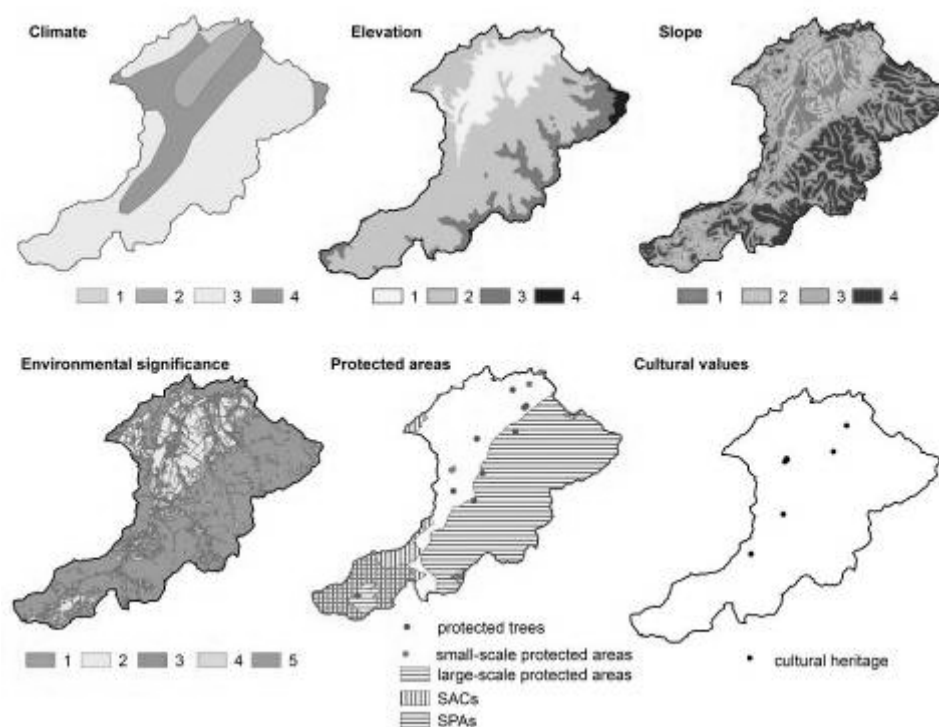 Climate
Elevation
Slope
1 2 3 4
1 2 3 4
1 2 3 4
Environmental significance
Protected areas
Cultural values
protected trees
small-scale protected areas
large-scale protected areas
SACs
SPAs
cultural heritage
1 2 3 4 5